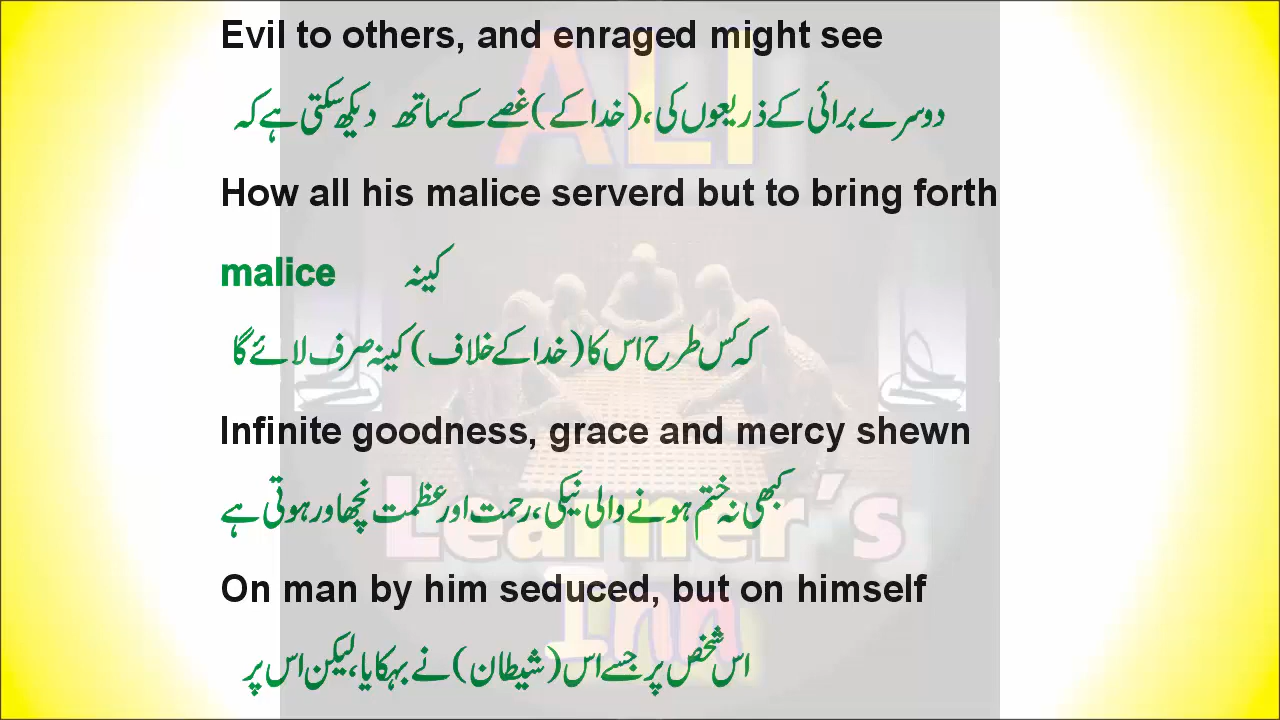 Evil to others, and enraged might see
دوسرے برائی کے ذریعوں کی، (خدا کے) غصے کے ساتھ دیکھ سکتی ہے کہ
How all his malice serverd but to bring forth
malice کینہ
کہ کس طرح اس کا (خدا کے خلاف) کینہ صرف لائے گا
Infinite goodness, grace and mercy shewn
کبھی نہ ختم ہونے والی نیکی، رحمت اور عظمت نچھاور ہوتی ہے
On man by him seduced, but on himself
اس شخص پر جسے اس (شیطان) نے بہکایا، لیکن اس پر
ALI
Learner's
Inn